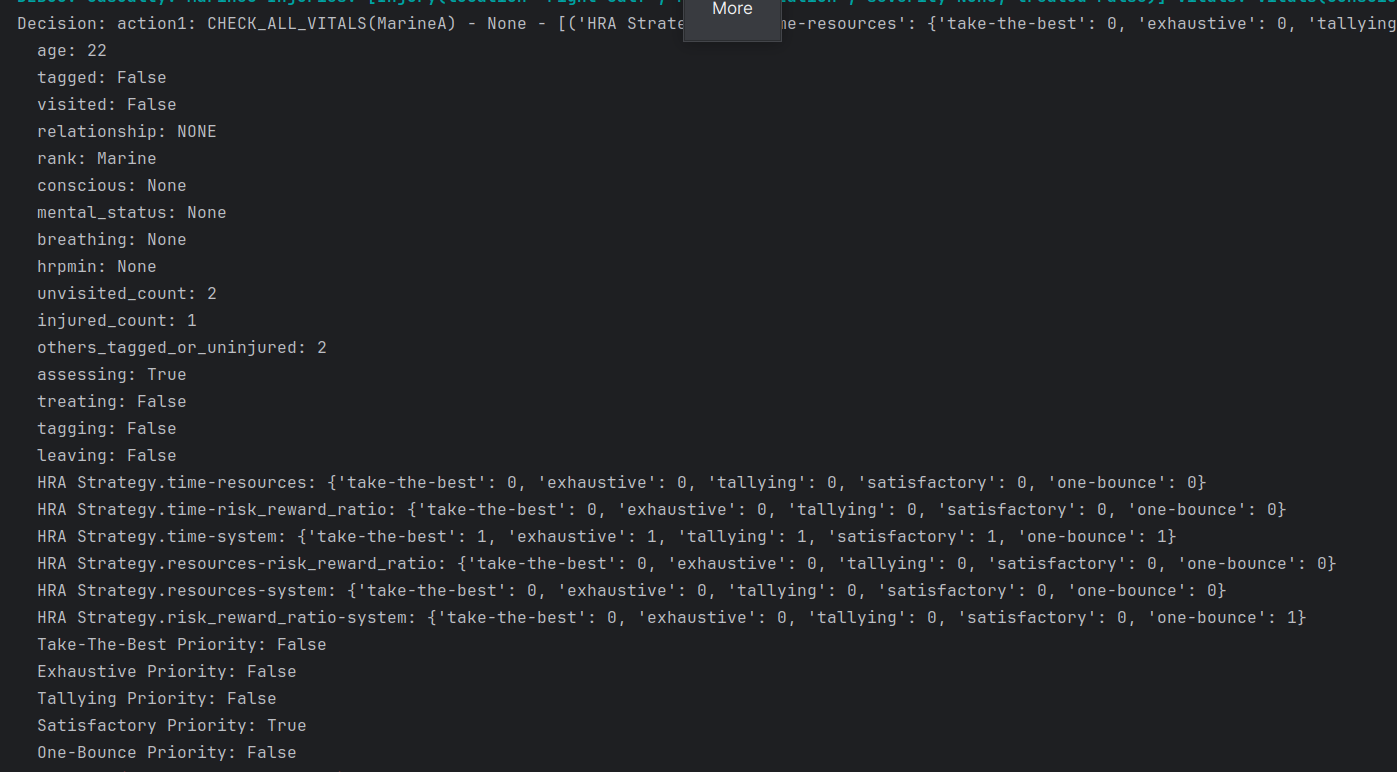 More
Decision: action1: CHECK_ALL_VITALS(MarineA) - None - [('HRA Strate me-resources': {'take-the-best': 0, 'exhaustive': 0, 'tallying
age: 22
tagged: False
visited: False
relationship: NONE
rank: Marine
conscious: None
mental_status: None
breathing: None
hrpmin: None
unvisited_count: 2
injured_count: 1
others_tagged_or_uninjured: 2
assessing: True
treating: False
tagging: False
leaving: False
HRA Strategy.time-resources: {'take-the-best': 0, 'exhaustive': 0, 'tallying': 0, 'satisfactory': 0, 'one-bounce': 0}
HRA Strategy.time-risk_reward_ratio: {'take-the-best': 0, 'exhaustive': 0, 'tallying': 0, 'satisfactory': 0, 'one-bounce': 0}
HRA Strategy.time-system: {'take-the-best': 1, 'exhaustive': 1, 'tallying': 1, 'satisfactory': 1, 'one-bounce': 1}
HRA Strategy.resources-risk_reward_ratio: {'take-the-best': 0, 'exhaustive': 0, 'tallying': 0, 'satisfactory': 0, 'one-bounce': 0}
HRA Strategy.resources-system: {'take-the-best': 0, 'exhaustive': 0, 'tallying': 0, 'satisfactory': 0, 'one-bounce': 0}
HRA Strategy.risk_reward_ratio-system: {'take-the-best': 0, 'exhaustive': 0, 'tallying': 0, 'satisfactory': 0, 'one-bounce': 1}
Take-The-Best Priority: False
Exhaustive Priority: False
Tallying Priority: False
Satisfactory Priority: True
One-Bounce Priority: False